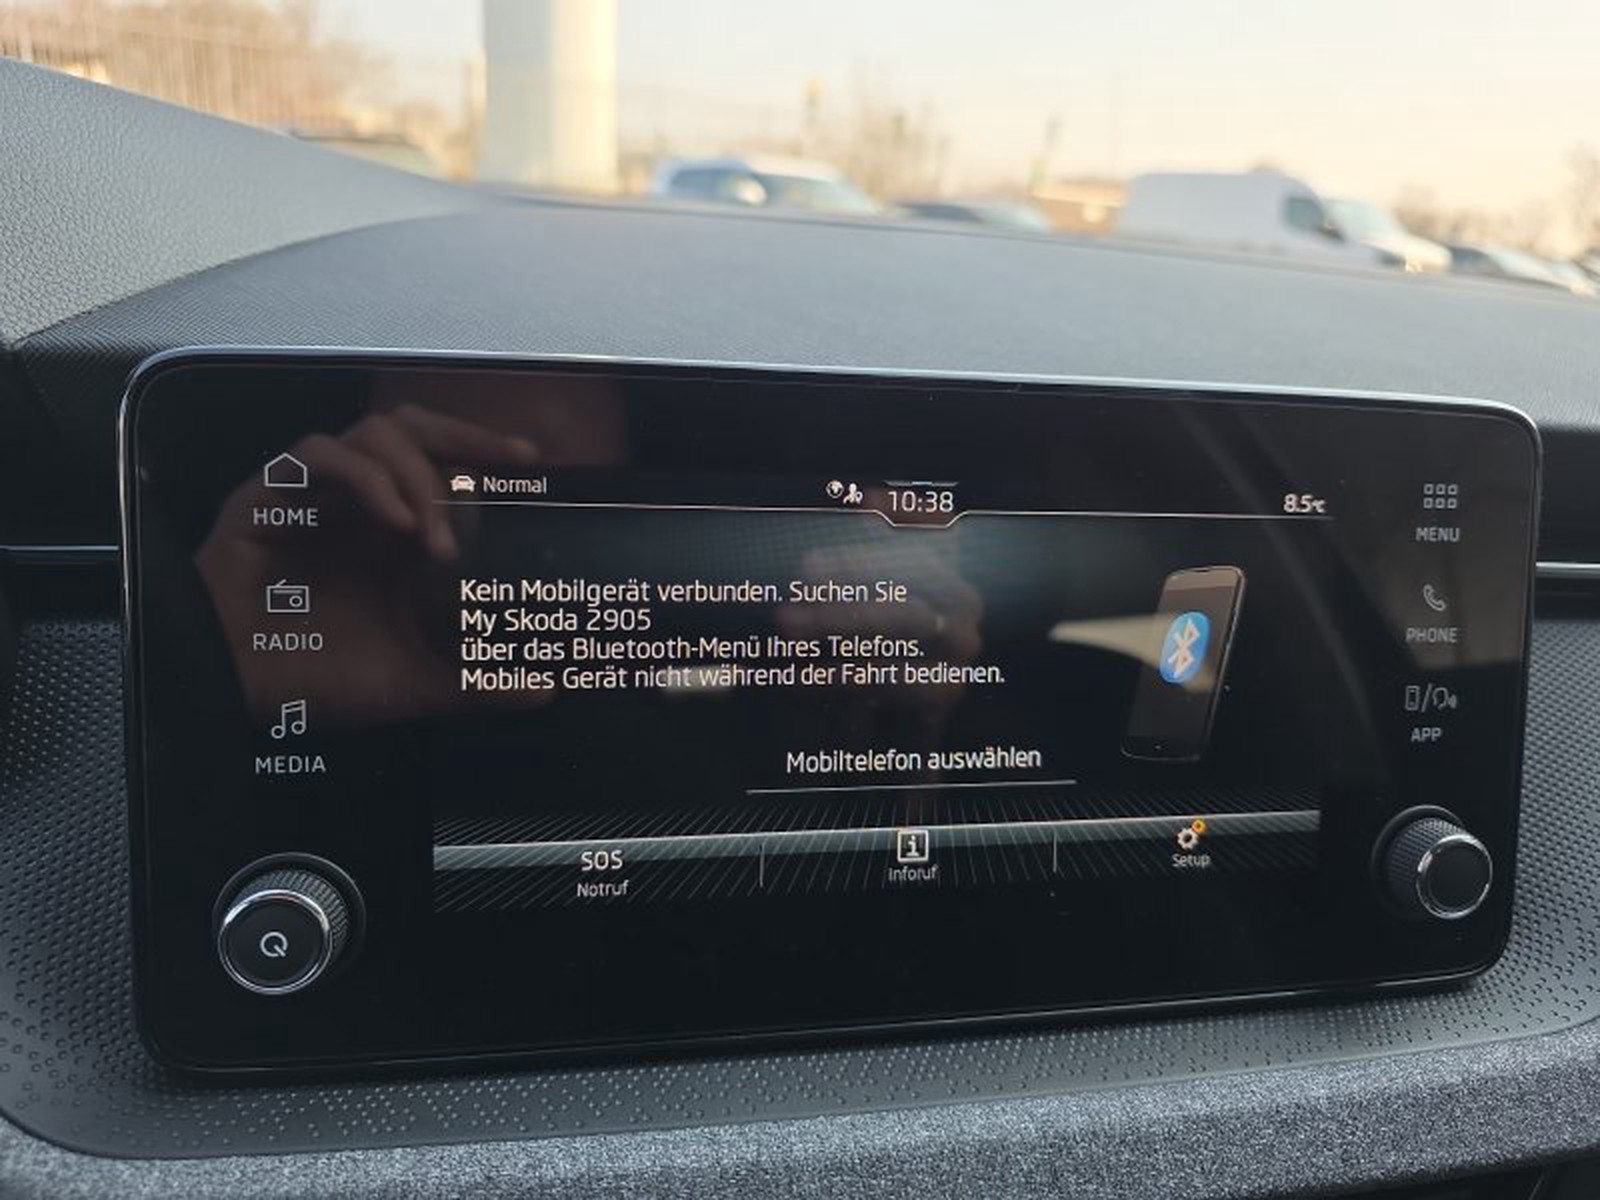 Normal
10:38
8.5°C
HOME
RADIO
MEDIA
Kein Mobilgerät verbunden. Suchen Sie
My Skoda 2905
über das Bluetooth-Menü Ihres Telefons.
Mobiles Gerät nicht während der Fahrt bedienen.
Mobiltelefon auswählen
SOS
Notruf
i
Inforuf
Setup
MENU
PHONE
APP